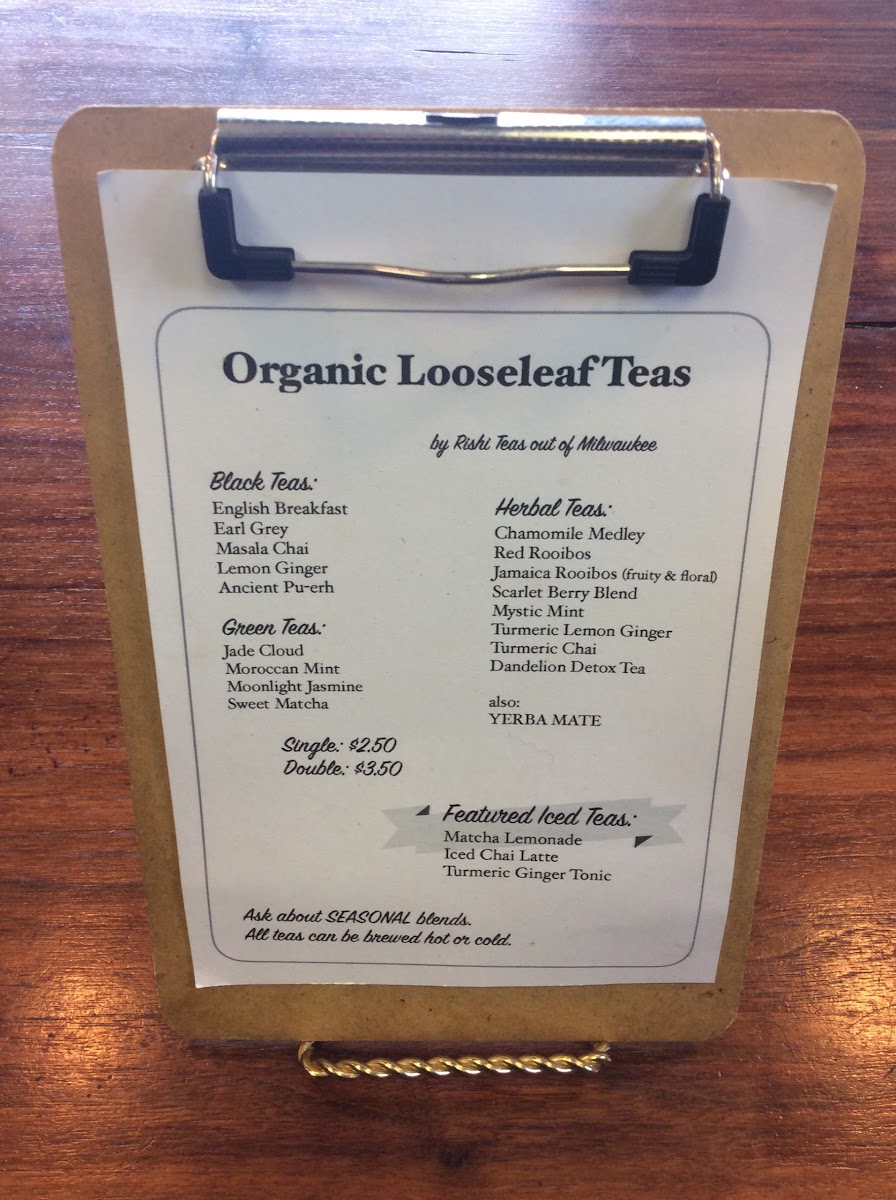 Organic Looseleaf Teas
by Rishi Teas out of Milwaukee
Black Teas:
English Breakfast
Earl Grey
Masala Chai
Lemon Ginger
Ancient Pu-erh
Green Teas:
Jade Cloud
Moroccan Mint
Moonlight Jasmine
Sweet Matcha
Single: $2.50
Double: $3.50
Herbal Teas:
Chamomile Medley
Red Rooibos
Jamaica Rooibos (fruity & floral)
Scarlet Berry Blend
Mystic Mint
Turmeric Lemon Ginger
Turmeric Chai
Dandelion Detox Tea
also:
YERBA MATE
Featured Iced Teas:
Matcha Lemonade
Iced Chai Latte
Turmeric Ginger Tonic
Ask about SEASONAL blends.
All teas can be brewed hot or cold.